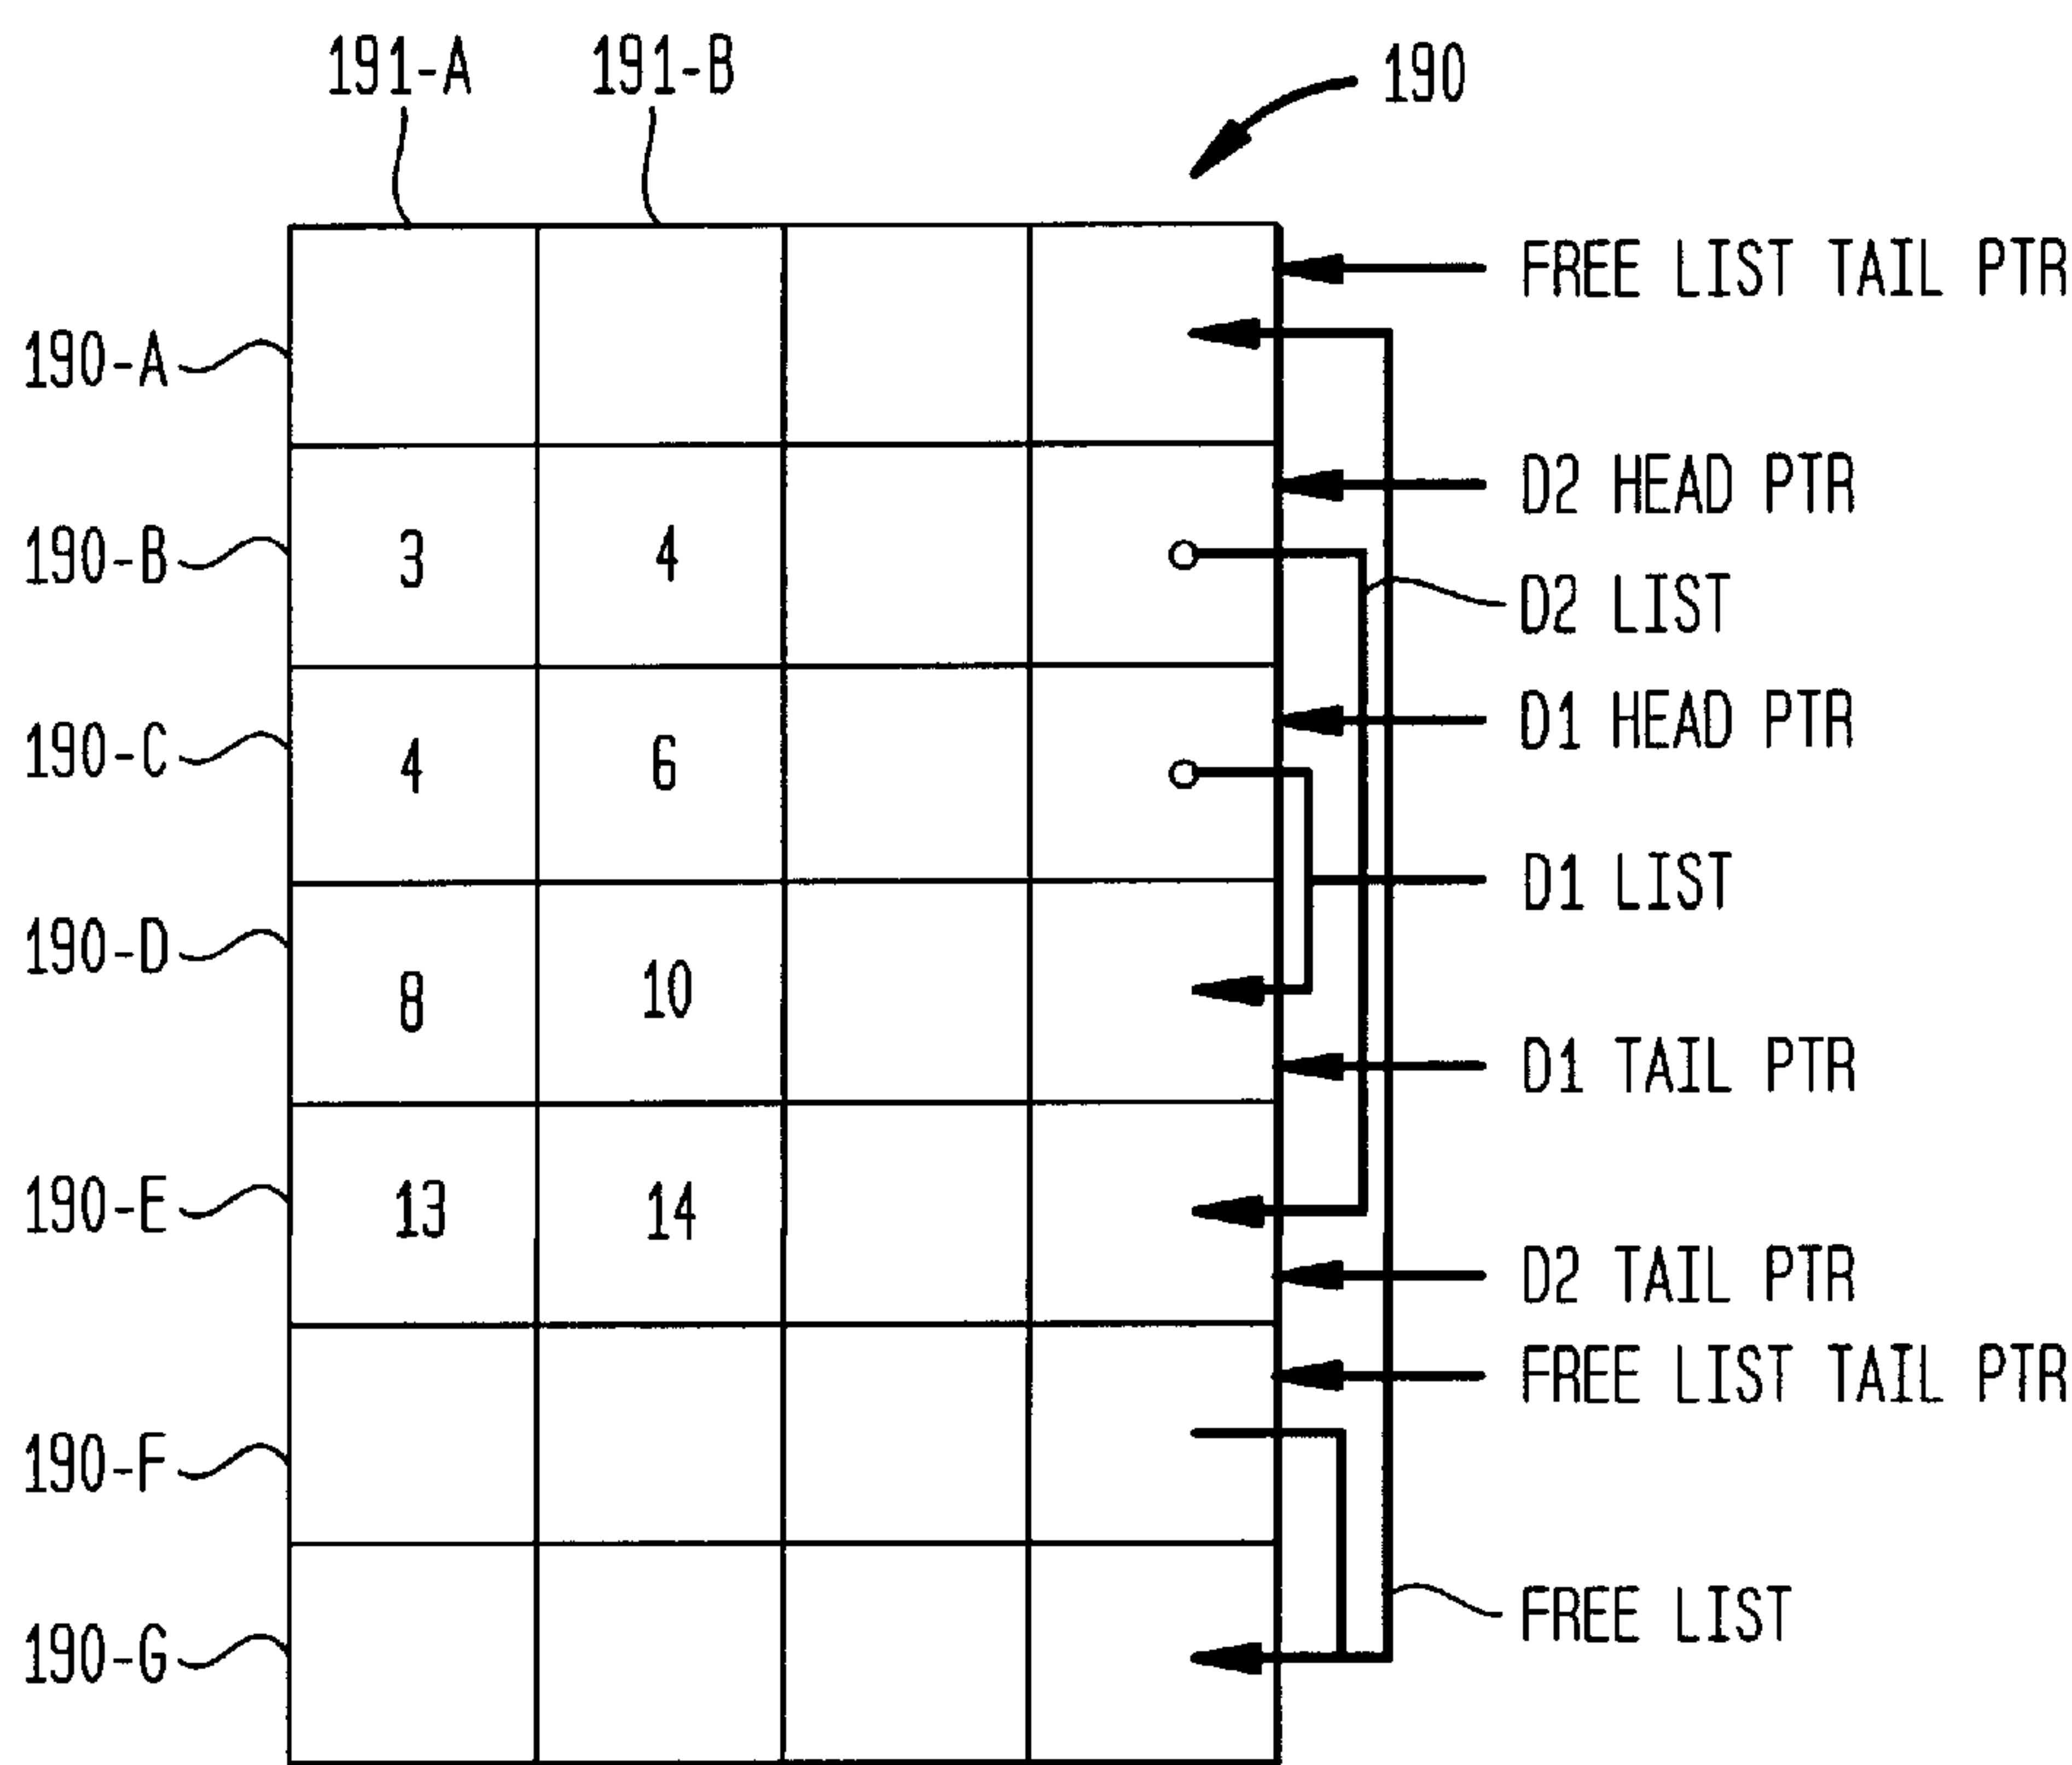 191-A 191-B 190
FREE LIST TAIL PTR
190-A
D2 HEAD PTR
190-B 3 4
D2 LIST
D1 HEAD PTR
190-C 4 6
D1 LIST
190-D 8 10
D1 TAIL PTR
190-E 13 14
D2 TAIL PTR
FREE LIST TAIL PTR
190-F
FREE LIST
190-G